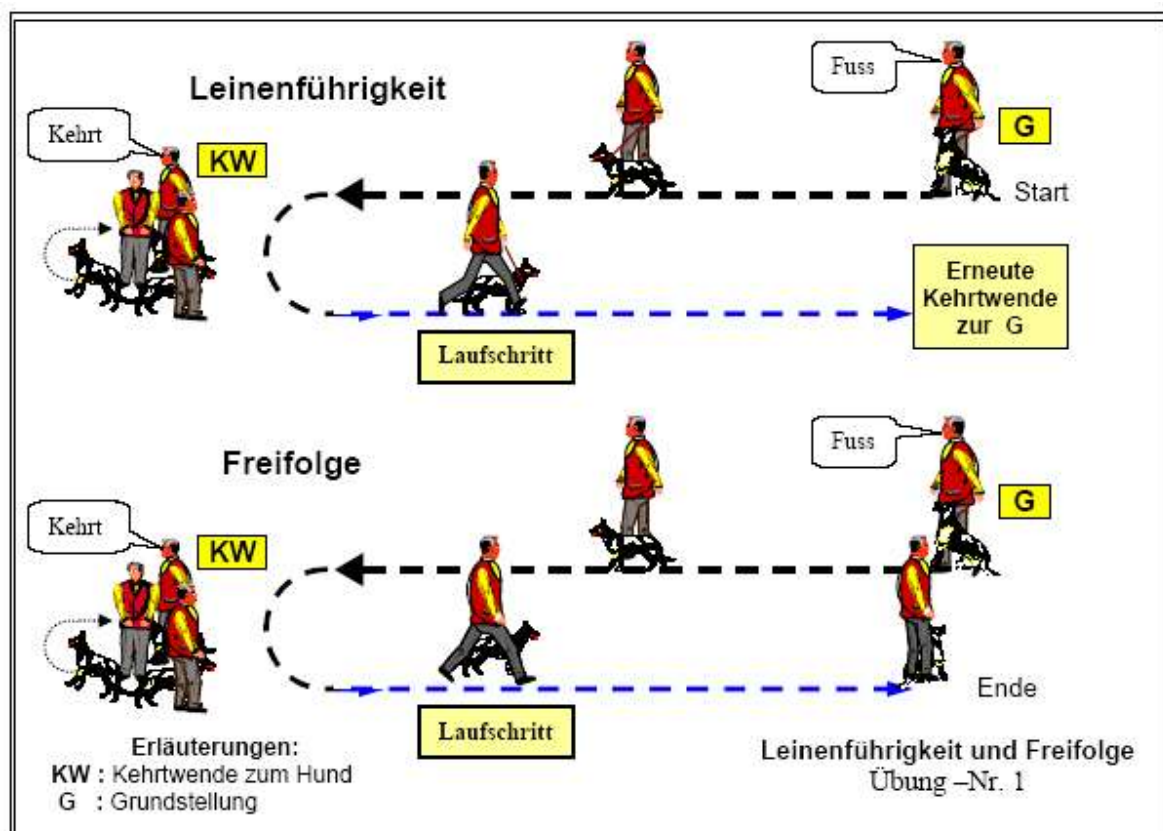 Leinenführigkeit
Fuss
Kehrt
KW
G
Start
Erneute
Kehrtwende
zur G
Laufschritt
Freifolge
Fuss
Kehrt
KW
G
Laufschritt
Ende
Erläuterungen:
KW : Kehrtwende zum Hund
G : Grundstellung
Leinenführigkeit und Freifolge
Übung –Nr. 1